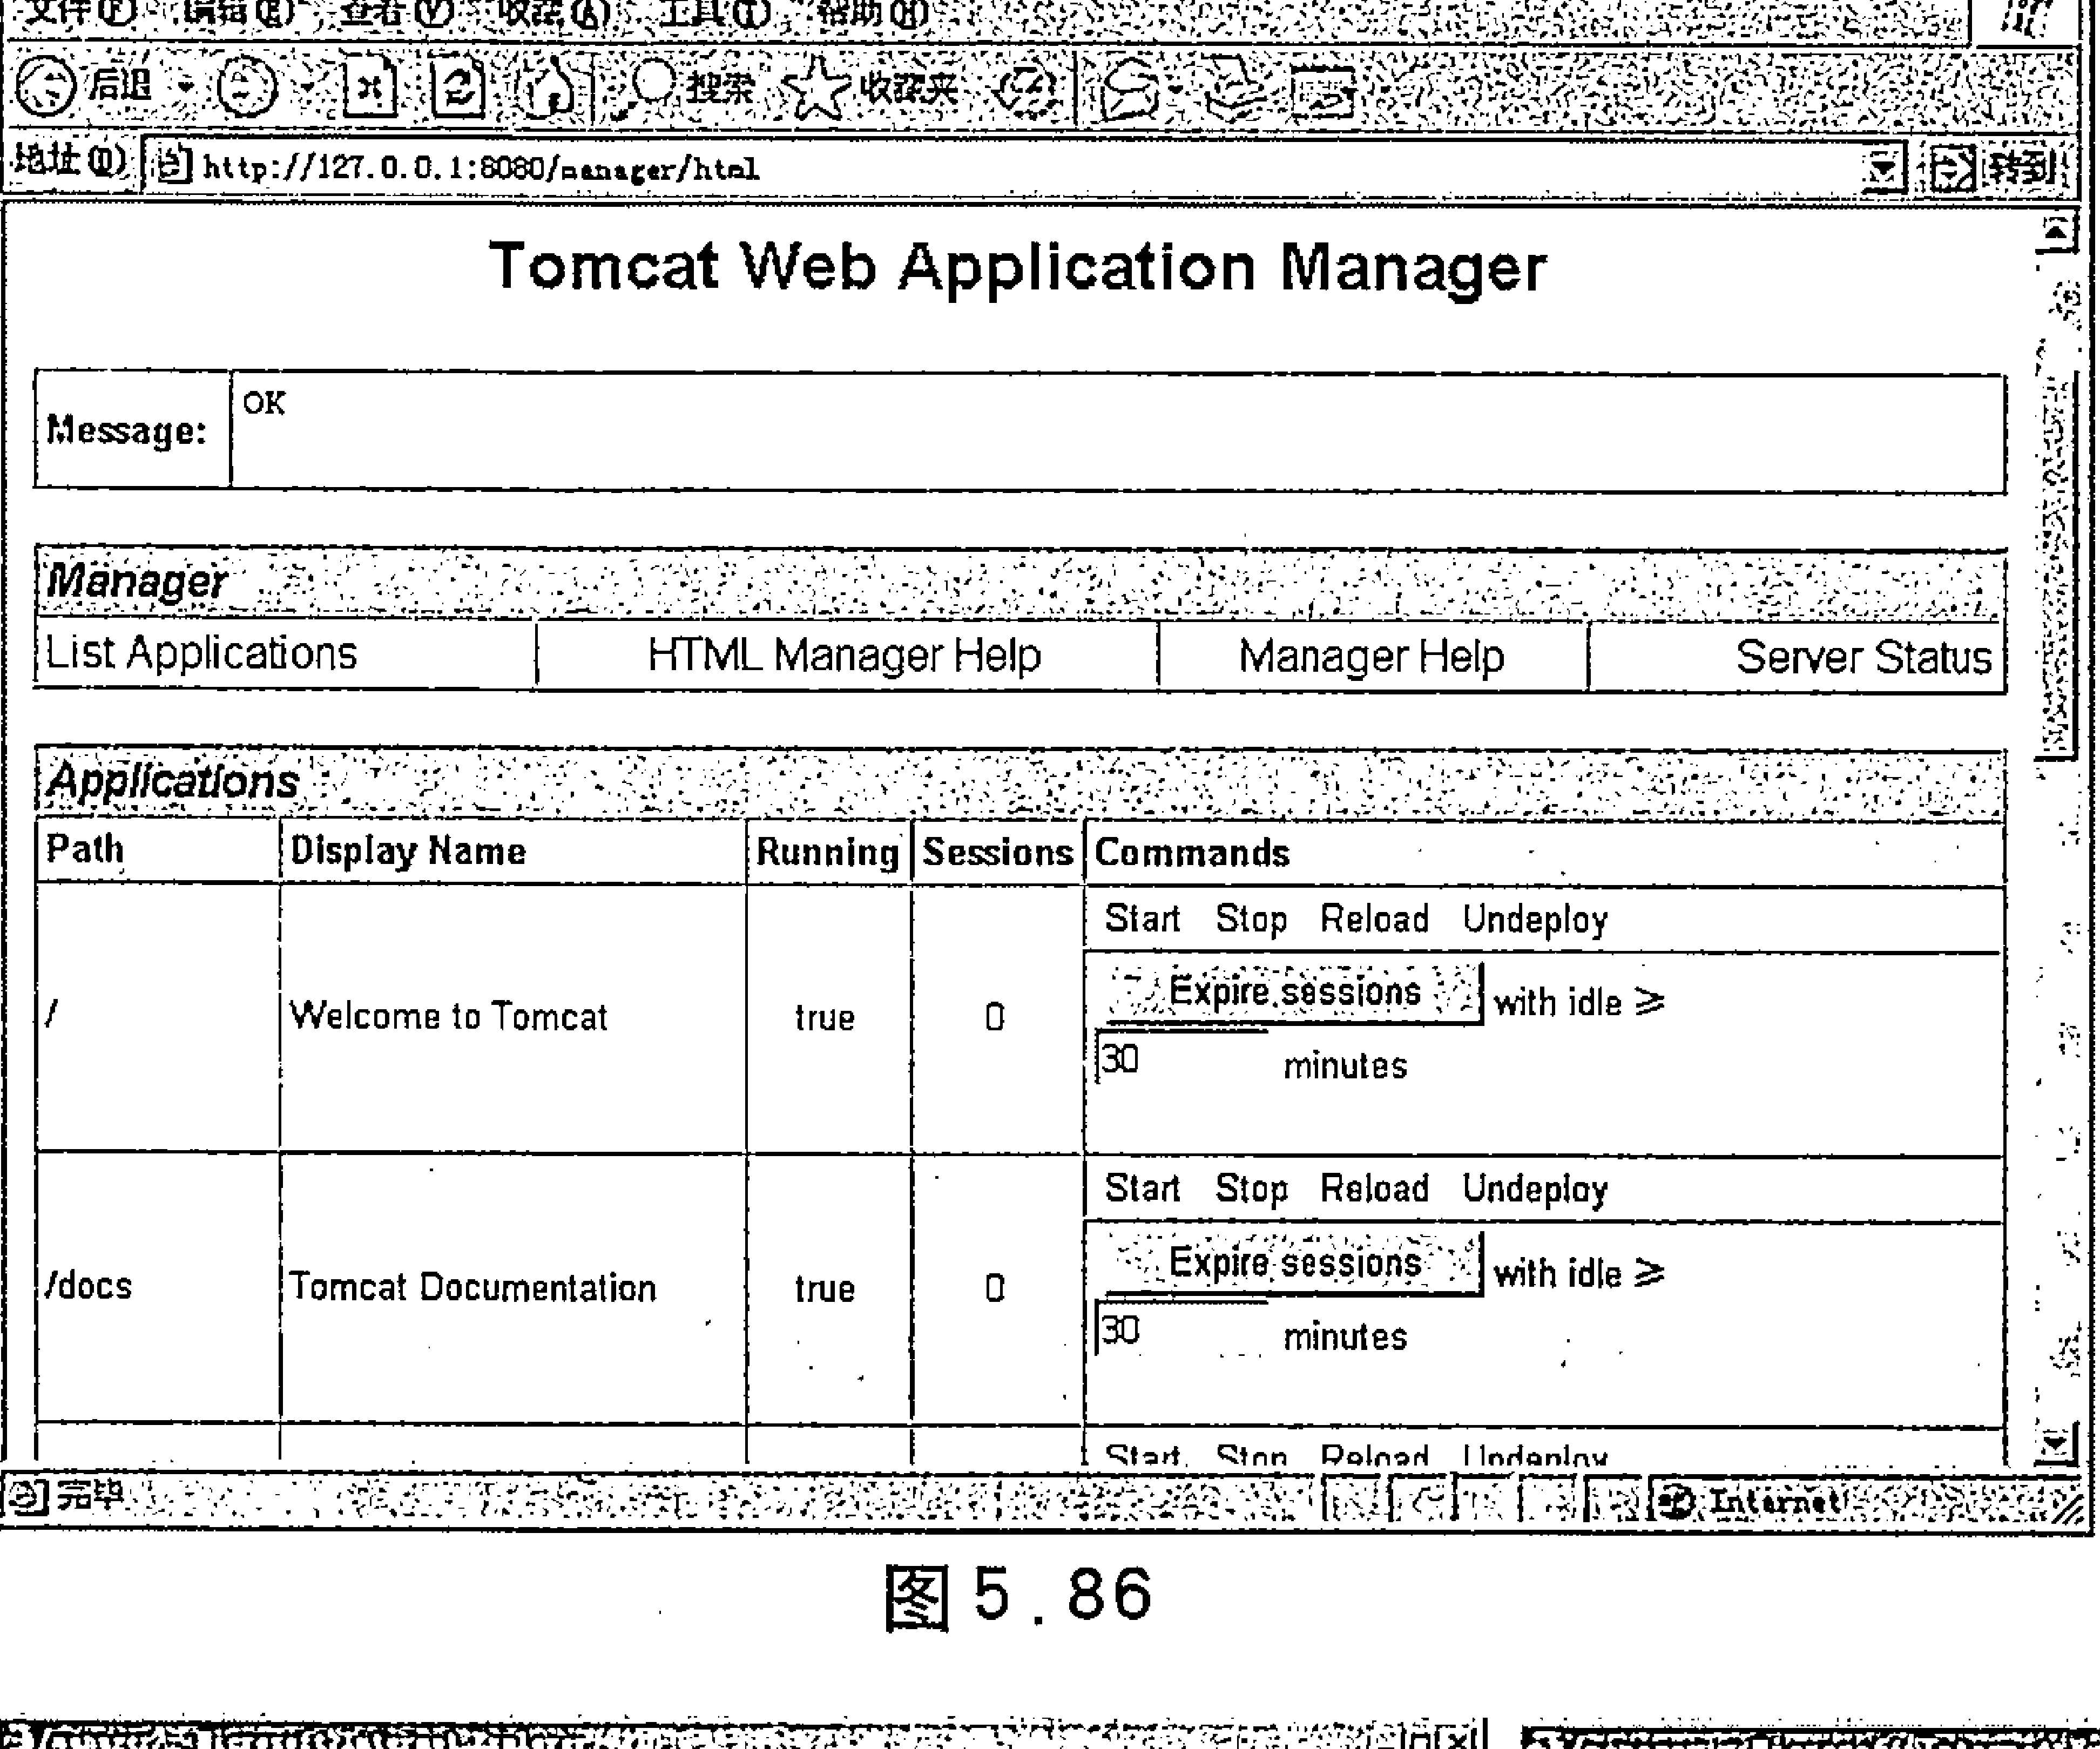 文件(F) 编辑(E) 查看(V) 收藏(A) 工具(T) 帮助(H)
后退 搜索 收藏夹
地址(D) http://127.0.0.1:8080/manager/html 转到
Tomcat Web Application Manager
Message: OK
Manager
List Applications HTML Manager Help Manager Help Server Status
Applications
Path Display Name Running Sessions Commands
Start Stop Reload Undeploy
/ Welcome to Tomcat true 0 Expire sessions with idle ≥
30 minutes
Start Stop Reload Undeploy
/docs Tomcat Documentation true 0 Expire sessions with idle ≥
30 minutes
Start Stop Reload Undeploy
完毕 Internet
图5.86